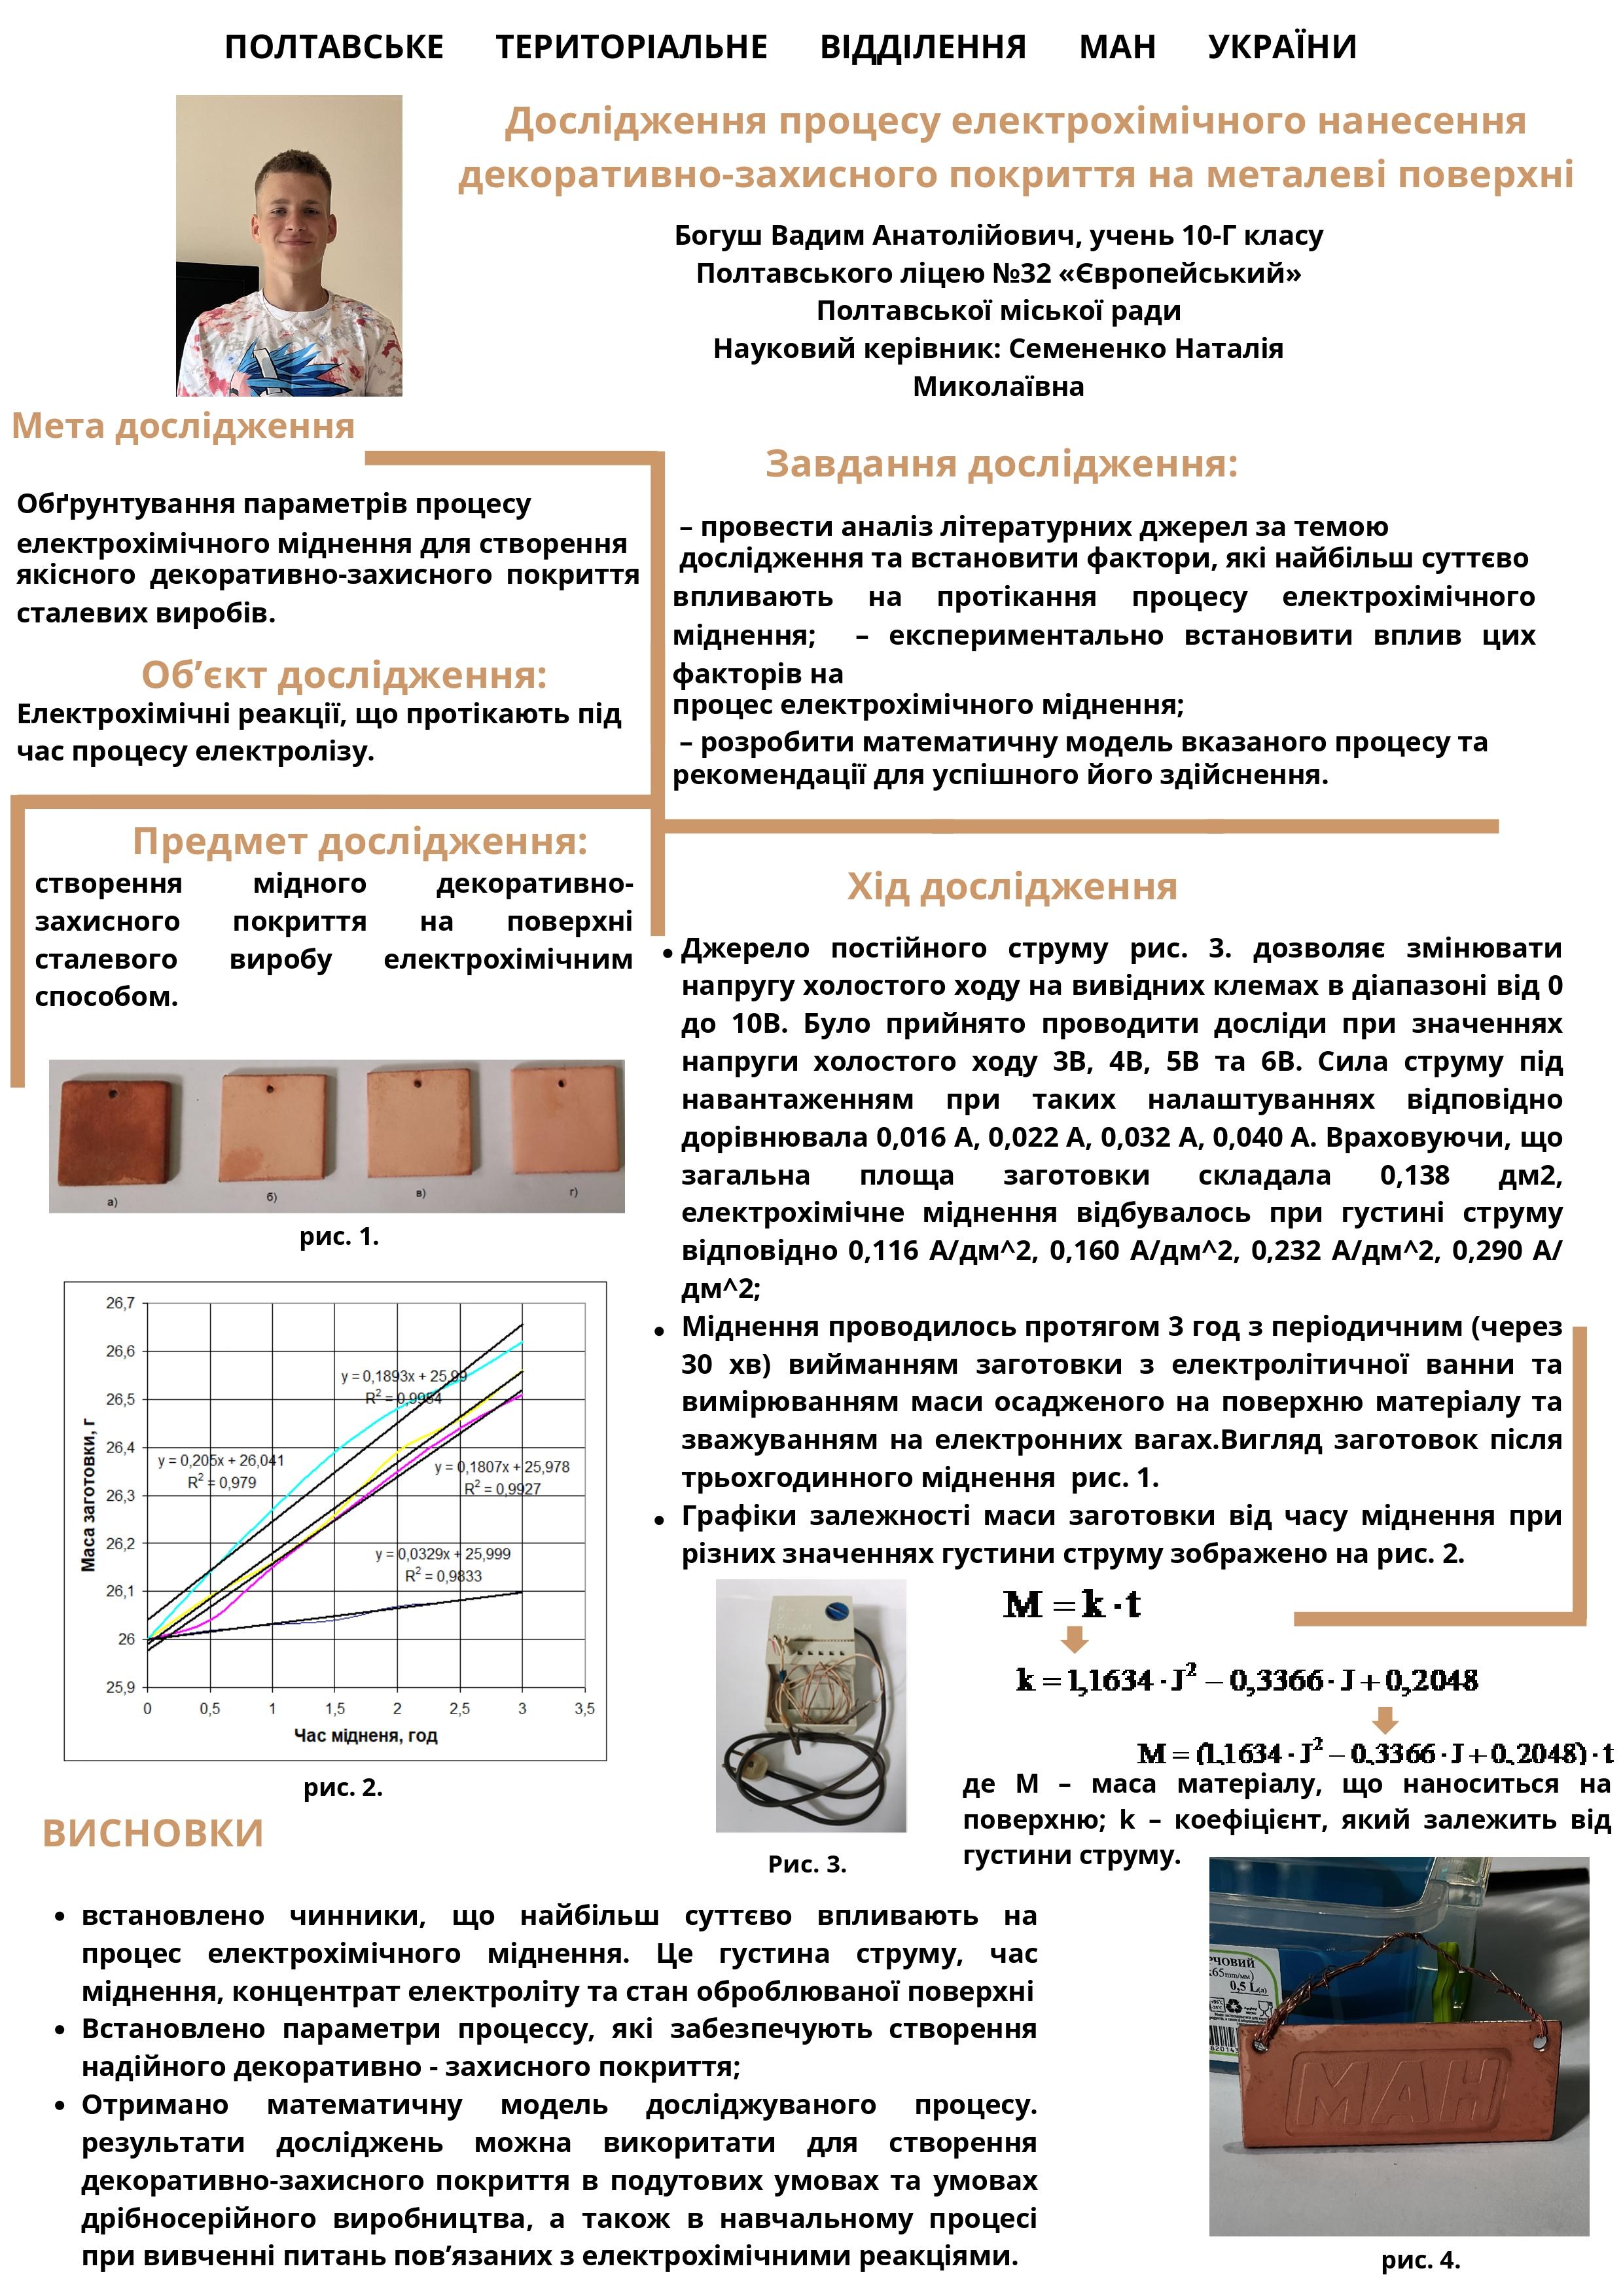 ПОЛТАВСЬКЕ ТЕРИТОРІАЛЬНЕ ВІДДІЛЕННЯ МАН УКРАЇНИ
Дослідження процесу електрохімічного нанесення
декоративно-захисного покриття на металеві поверхні
Богуш Вадим Анатолійович, учень 10-Г класу
Полтавського ліцею №32 «Європейський»
Полтавської міської ради
Науковий керівник: Семененко Наталія
Миколаївна
Мета дослідження
Обґрунтування параметрів процесу
електрохімічного міднення для створення
якісного декоративно-захисного покриття
сталевих виробів.
Об’єкт дослідження:
Електрохімічні реакції, що протікають під
час процесу електролізу.
Завдання дослідження:
– провести аналіз літературних джерел за темою
дослідження та встановити фактори, які найбільш суттєво
впливають на протікання процесу електрохімічного
міднення; – експериментально встановити вплив цих
факторів на
процес електрохімічного міднення;
– розробити математичну модель вказаного процесу та
рекомендації для успішного його здійснення.
Предмет дослідження:
створення мідного декоративно-
захисного покриття на поверхні
сталевого виробу електрохімічним
способом.
а) б) в) г)
рис. 1.
26,7
26,6
26,5
26,4
26,3
26,2
26,1
26
25,9
Маса заготовки, г
y = 0,1893x + 25,99
R² = 0,9984
y = 0,205x + 26,041
R² = 0,979
y = 0,1807x + 25,978
R² = 0,9927
y = 0,0329x + 25,999
R² = 0,9833
0 0,5 1 1,5 2 2,5 3 3,5
Час мідненя, год
рис. 2.
Хід дослідження
• Джерело постійного струму рис. 3. дозволяє змінювати
напругу холостого ходу на вивідних клемах в діапазоні від 0
до 10В. Було прийнято проводити досліди при значеннях
напруги холостого ходу 3В, 4В, 5В та 6В. Сила струму під
навантаженням при таких налаштуваннях відповідно
дорівнювала 0,016 А, 0,022 А, 0,032 А, 0,040 А. Враховуючи, що
загальна площа заготовки складала 0,138 дм2,
електрохімічне міднення відбувалось при густині струму
відповідно 0,116 А/дм^2, 0,160 А/дм^2, 0,232 А/дм^2, 0,290 А/
дм^2;
• Міднення проводилось протягом 3 год з періодичним (через
30 хв) вийманням заготовки з електролітичної ванни та
вимірюванням маси осадженого на поверхню матеріалу та
зважуванням на електронних вагах.Вигляд заготовок після
трьохгодинного міднення рис. 1.
• Графіки залежності маси заготовки від часу міднення при
різних значеннях густини струму зображено на рис. 2.
Рис. 3.
M = k · t
k = 1,1634 · J² – 0,3366 · J + 0,2048
M = (1,1634 · J² – 0,3366 · J + 0,2048) · t
де M – маса матеріалу, що наноситься на
поверхню; k – коефіцієнт, який залежить від
густини струму.
ВИСНОВКИ
• встановлено чинники, що найбільш суттєво впливають на
процес електрохімічного міднення. Це густина струму, час
міднення, концентрат електроліту та стан оброблюваної поверхні
• Встановлено параметри процессу, які забезпечують створення
надійного декоративно - захисного покриття;
• Отримано математичну модель досліджуваного процесу.
результати досліджень можна викоритати для створення
декоративно-захисного покриття в подутових умовах та умовах
дрібносерійного виробництва, а також в навчальному процесі
при вивченні питань пов’язаних з електрохімічними реакціями.
0,5 L(л)
МАН
рис. 4.